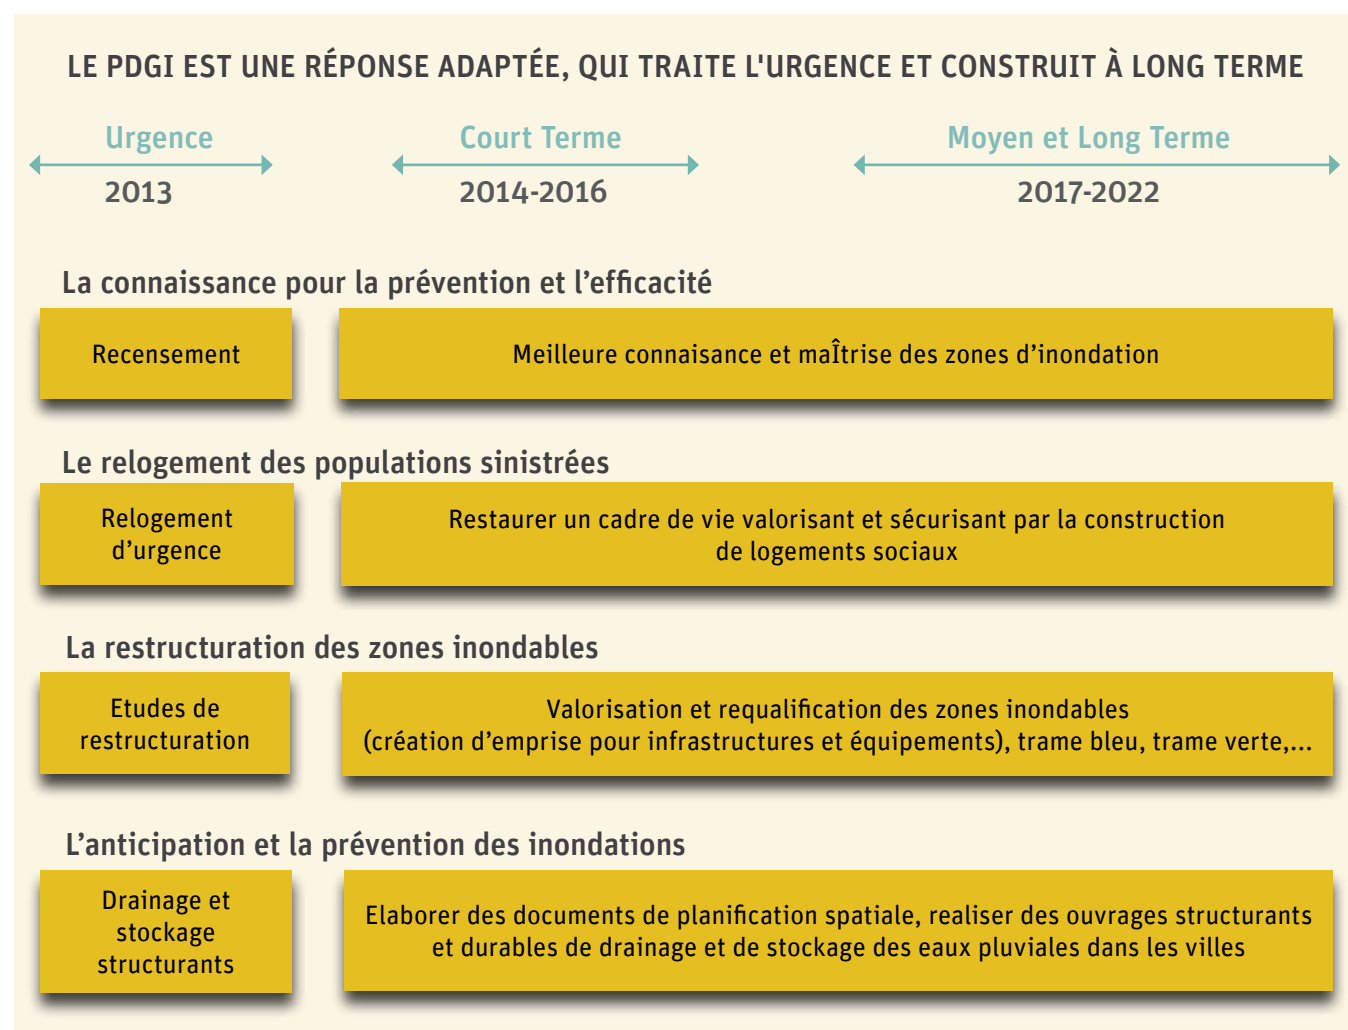 LE PDGI EST UNE RÉPONSE ADAPTÉE, QUI TRAITE L'URGENCE ET CONSTRUIT À LONG TERME
Urgence
2013
Court Terme
2014-2016
Moyen et Long Terme
2017-2022
La connaissance pour la prévention et l’efficacité
Recensement
Meilleure connaisance et maÎtrise des zones d’inondation
Le relogement des populations sinistrées
Relogement
d’urgence
Restaurer un cadre de vie valorisant et sécurisant par la construction
de logements sociaux
La restructuration des zones inondables
Etudes de
restructuration
Valorisation et requalification des zones inondables
(création d’emprise pour infrastructures et équipements), trame bleu, trame verte,...
L’anticipation et la prévention des inondations
Drainage et
stockage
structurants
Elaborer des documents de planification spatiale, realiser des ouvrages structurants
et durables de drainage et de stockage des eaux pluviales dans les villes